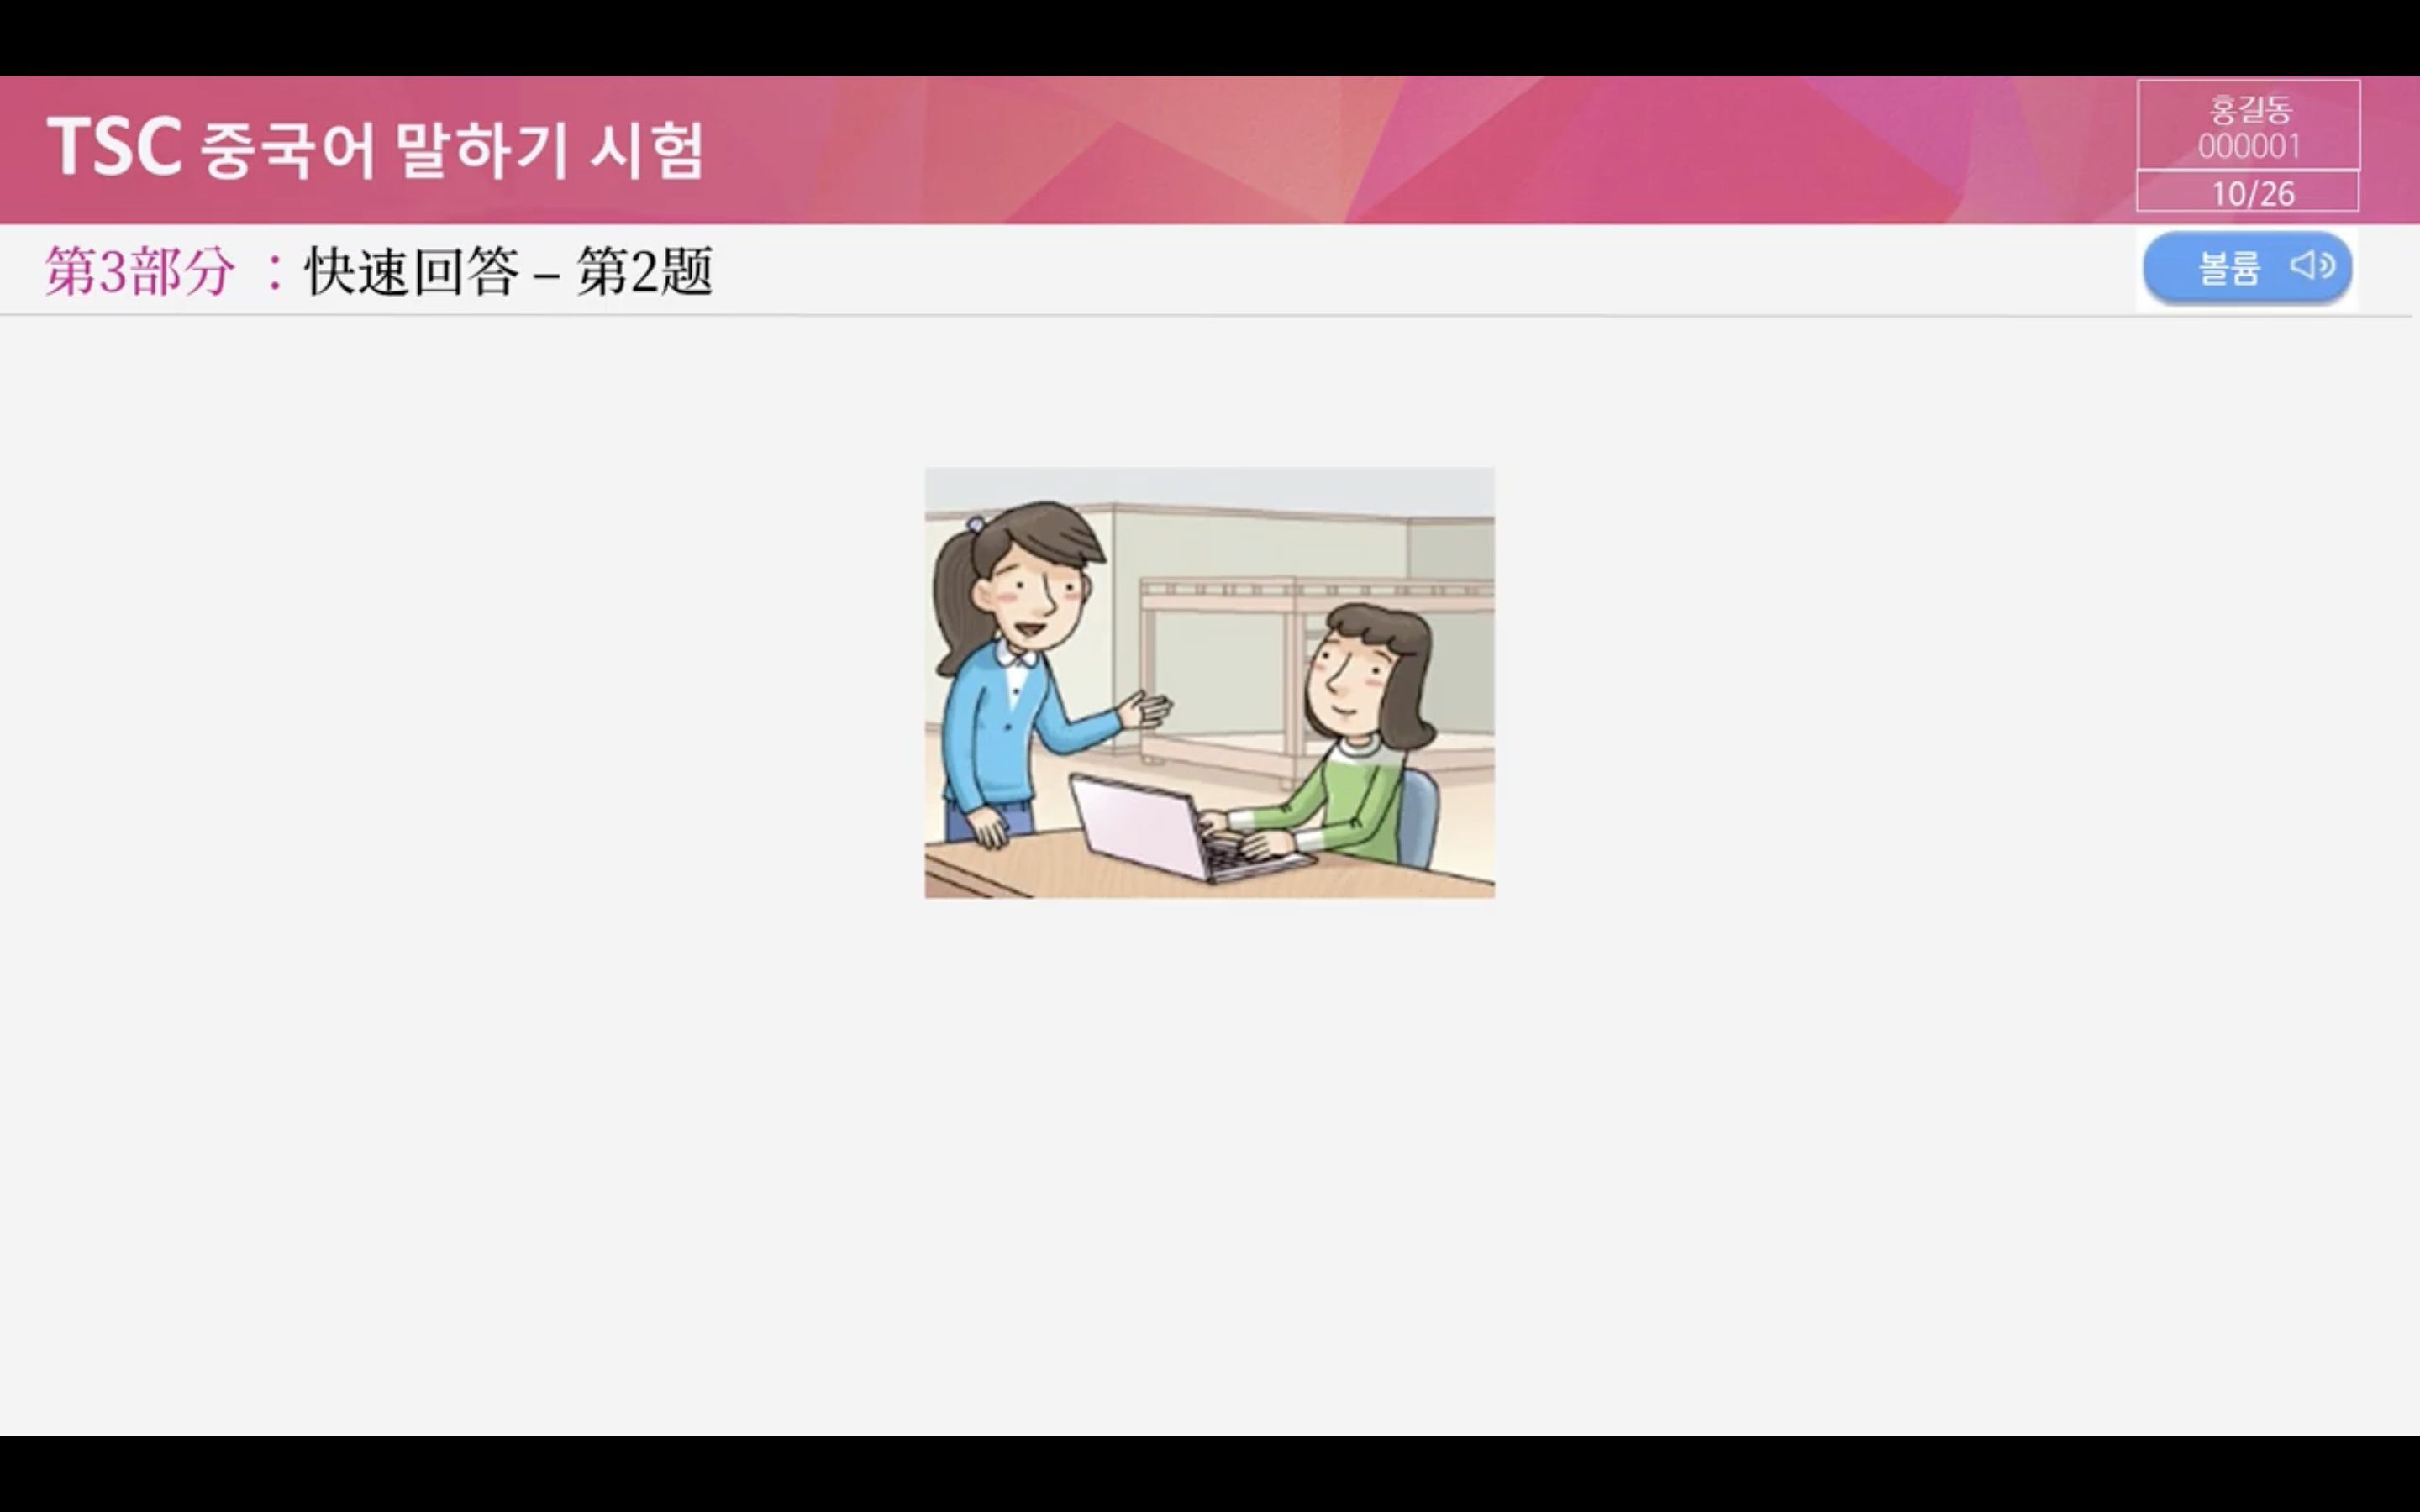 TSC 중국어 말하기 시험
홍길동
000001
10/26
第3部分 : 快速回答 – 第2题
볼륨